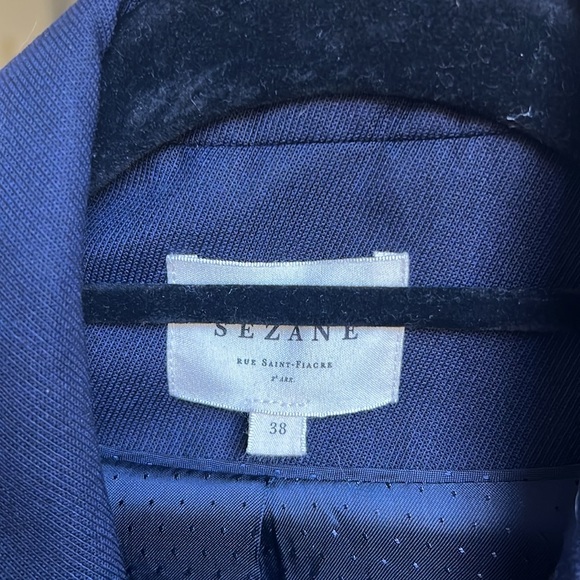 SEZANE
RUE SAINT-FIACRE
2e ARR.
38